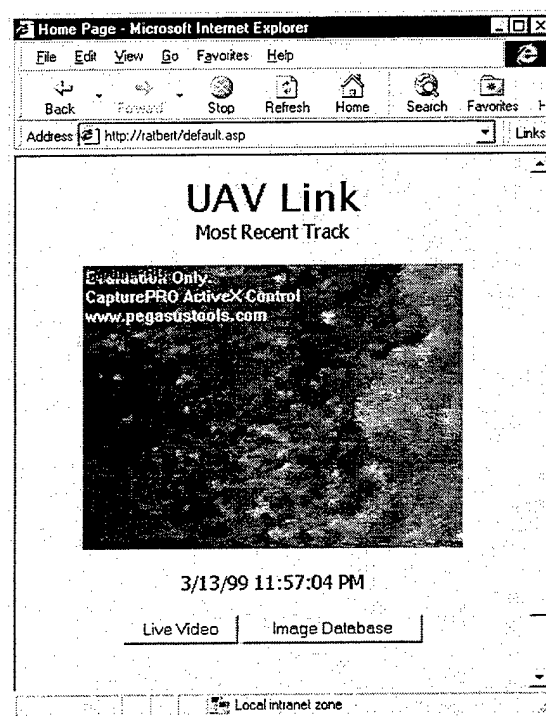 Home Page - Microsoft Internet Explorer
File Edit View Go Favorites Help
Back Forward Stop Refresh Home Search Favorites H
Address http://ratbert/default.asp Links
UAV Link
Most Recent Track
Evaluation Only.
CapturePRO ActiveX Control
www.pegasustools.com
3/13/99 11:57:04 PM
Live Video Image Database
Local intranet zone